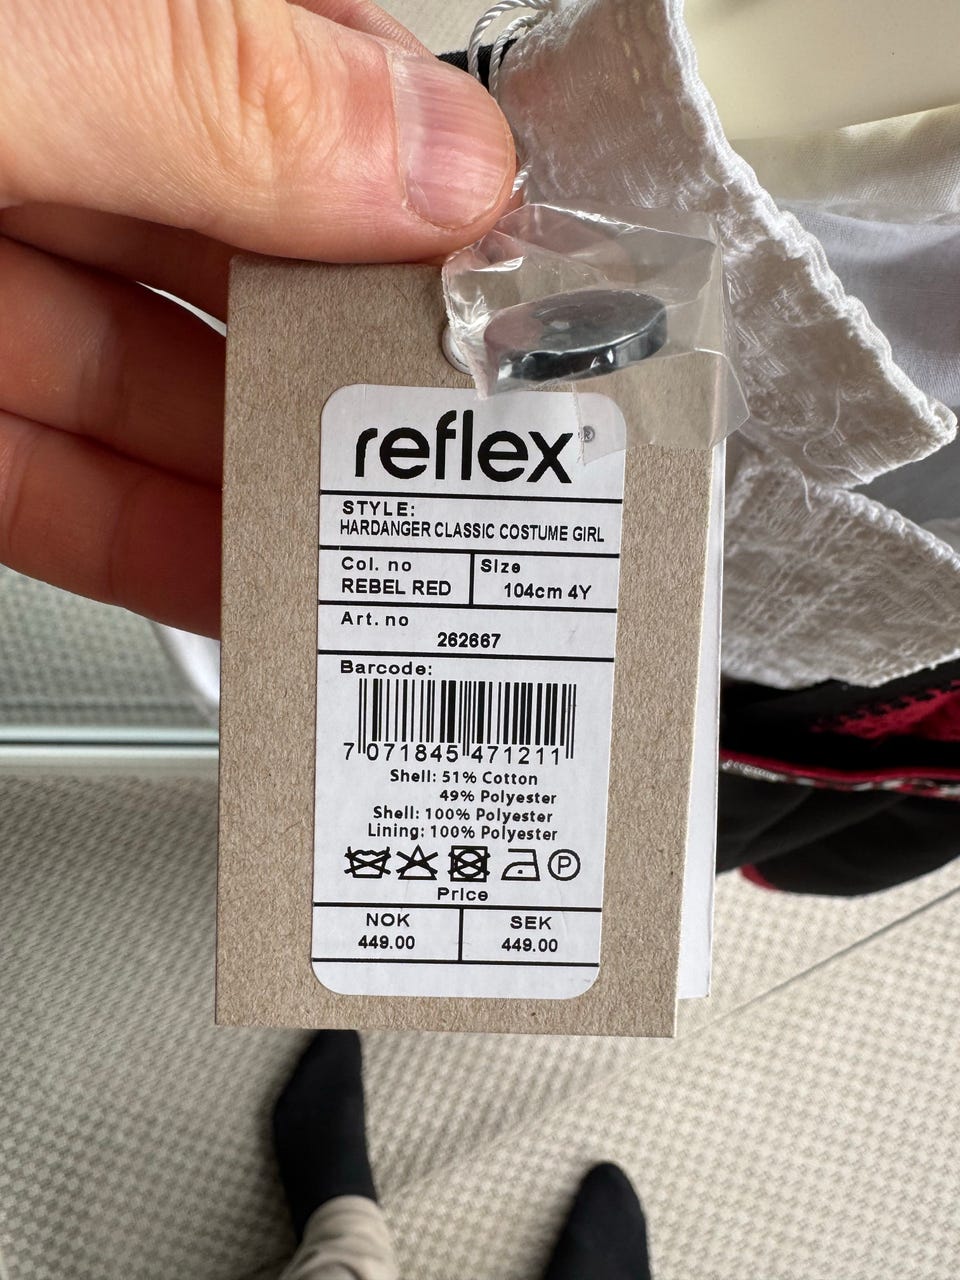 reflex®
STYLE:
HARDANGER CLASSIC COSTUME GIRL
Col. no
REBEL RED
Size
104cm 4Y
Art. no
262667
Barcode:
7 071845 471211
Shell: 51% Cotton
49% Polyester
Shell: 100% Polyester
Lining: 100% Polyester
P
Price
NOK
449.00
SEK
449.00